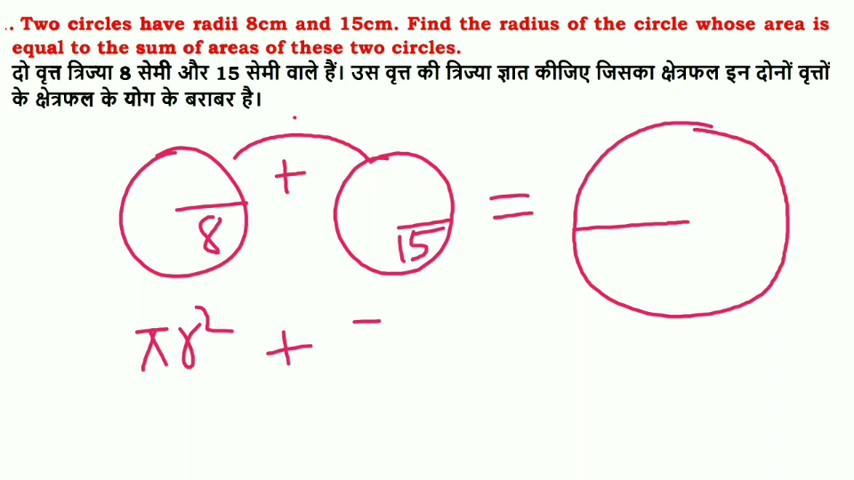 .. Two circles have radii 8cm and 15cm. Find the radius of the circle whose area is
equal to the sum of areas of these two circles.
दो वृत्त त्रिज्या 8 सेमी और 15 सेमी वाले हैं। उस वृत्त की त्रिज्या ज्ञात कीजिए जिसका क्षेत्रफल इन दोनों वृत्तों
के क्षेत्रफल के योग के बराबर है।
8 + 15 =
πr² +